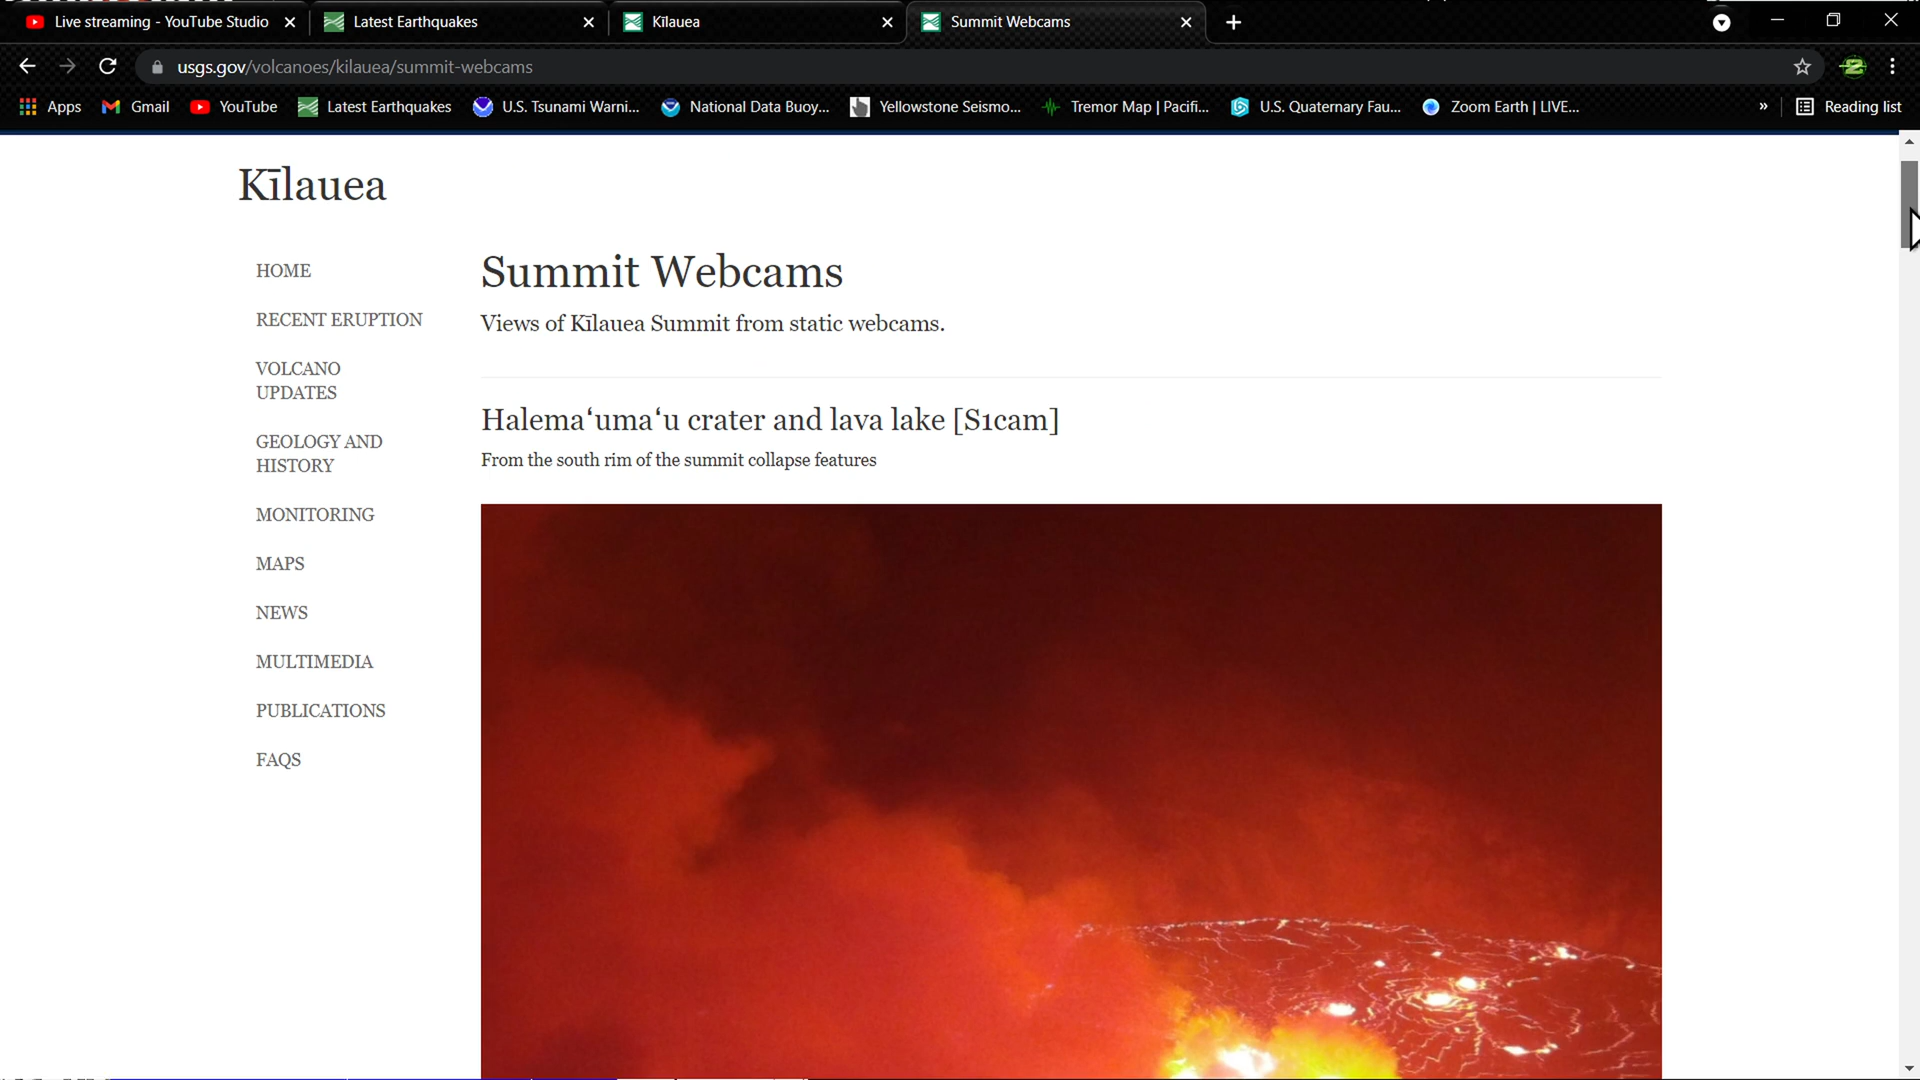 Live streaming - YouTube Studio
Latest Earthquakes
Kīlauea
Summit Webcams
usgs.gov/volcanoes/kilauea/summit-webcams
Apps
Gmail
YouTube
Latest Earthquakes
U.S. Tsunami Warni...
National Data Buoy...
Yellowstone Seismo...
Tremor Map | Pacifi...
U.S. Quaternary Fau...
Zoom Earth | LIVE...
»
Reading list
Kīlauea
HOME
RECENT ERUPTION
VOLCANO
UPDATES
GEOLOGY AND
HISTORY
MONITORING
MAPS
NEWS
MULTIMEDIA
PUBLICATIONS
FAQS
Summit Webcams
Views of Kīlauea Summit from static webcams.
Halemaʻumaʻu crater and lava lake [S1cam]
From the south rim of the summit collapse features